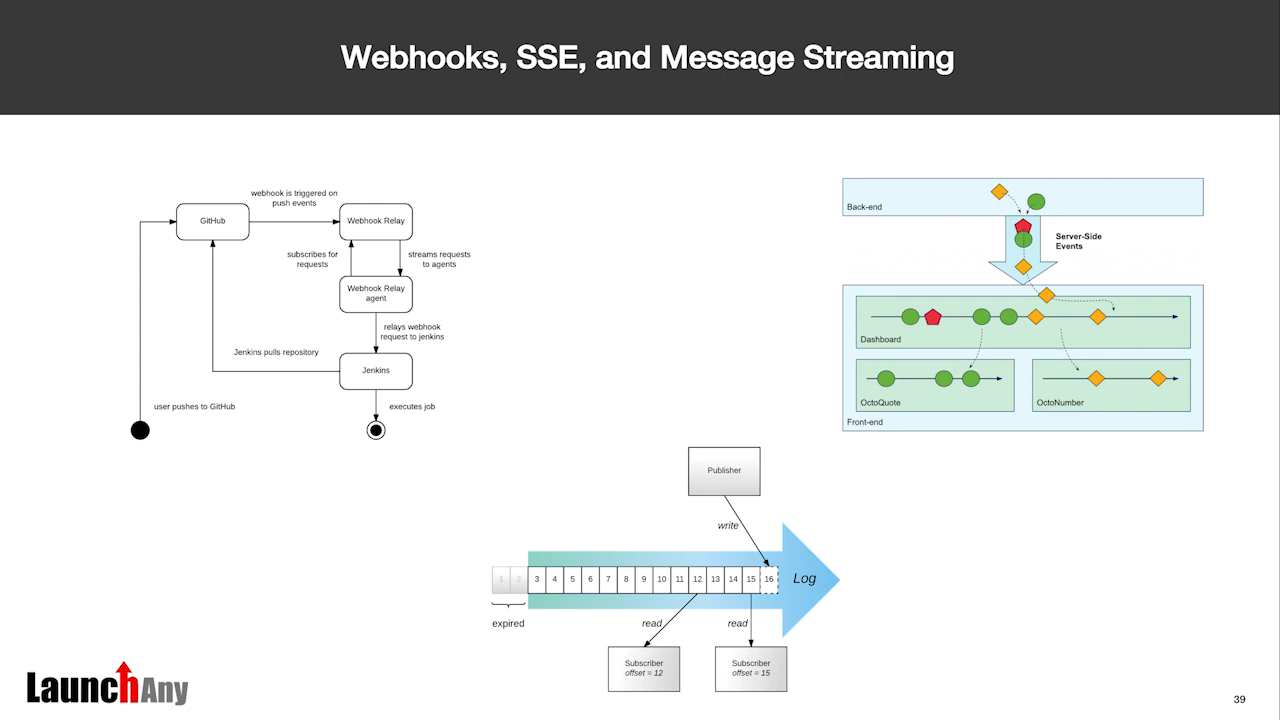 Webhooks, SSE, and Message Streaming
webhook is triggered on
push events
GitHub
Webhook Relay
subscribes for
requests
streams requests
to agents
Webhook Relay
agent
relays webhook
request to jenkins
Jenkins pulls repository
Jenkins
user pushes to GitHub
executes job
Back-end
Server-Side
Events
Dashboard
OctoQuote
OctoNumber
Front-end
Publisher
write
1 2 3 4 5 6 7 8 9 10 11 12 13 14 15 16
Log
expired
read
read
Subscriber
offset = 12
Subscriber
offset = 15
LaunchAny
39